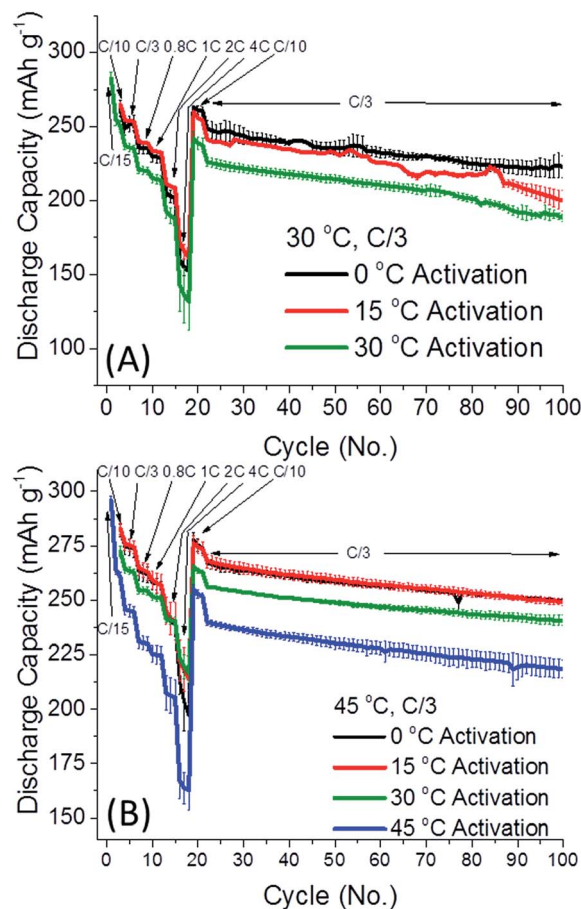 (A)
C/10 C/3 0.8C 1C 2C 4C C/10
C/3
C/15
Discharge Capacity (mAh g⁻¹)
300
275
250
225
200
175
150
125
100
30 °C, C/3
0 °C Activation
15 °C Activation
30 °C Activation
0 10 20 30 40 50 60 70 80 90 100
Cycle (No.)
(B)
C/10 C/3 0.8C 1C 2C 4C C/10
C/3
C/15
Discharge Capacity (mAh g⁻¹)
300
275
250
225
200
175
150
45 °C, C/3
0 °C Activation
15 °C Activation
30 °C Activation
45 °C Activation
0 10 20 30 40 50 60 70 80 90 100
Cycle (No.)